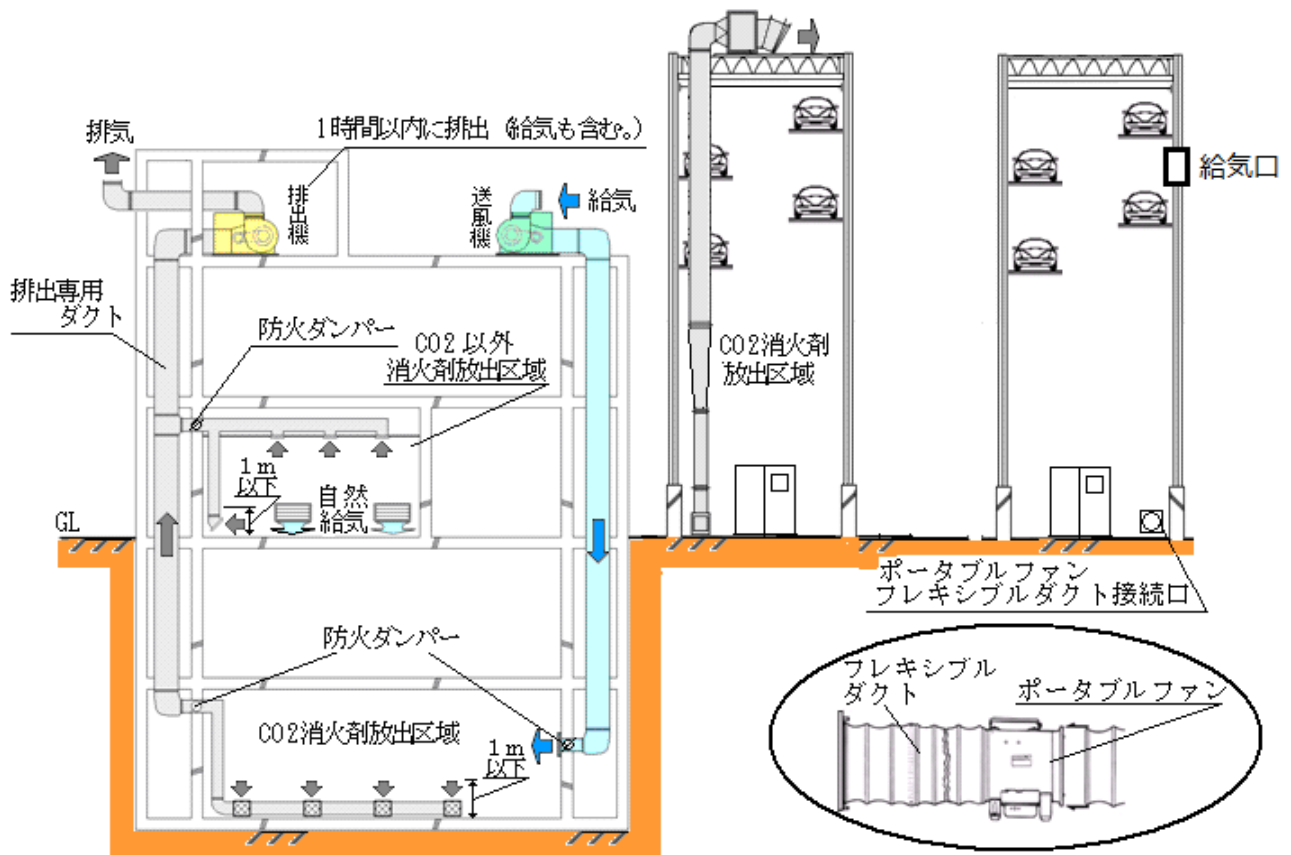 排気
1時間以内に排出（給気も含む。）
排出機
送風機
給気
給気口
排出専用
ダクト
防火ダンパー
CO2以外
消火剤放出区域
CO2消火剤
放出区域
1m
以下
自然
給気
GL
ポータブルファン
フレキシブルダクト接続口
防火ダンパー
CO2消火剤放出区域
1m
以下
フレキシブル
ダクト
ポータブルファン